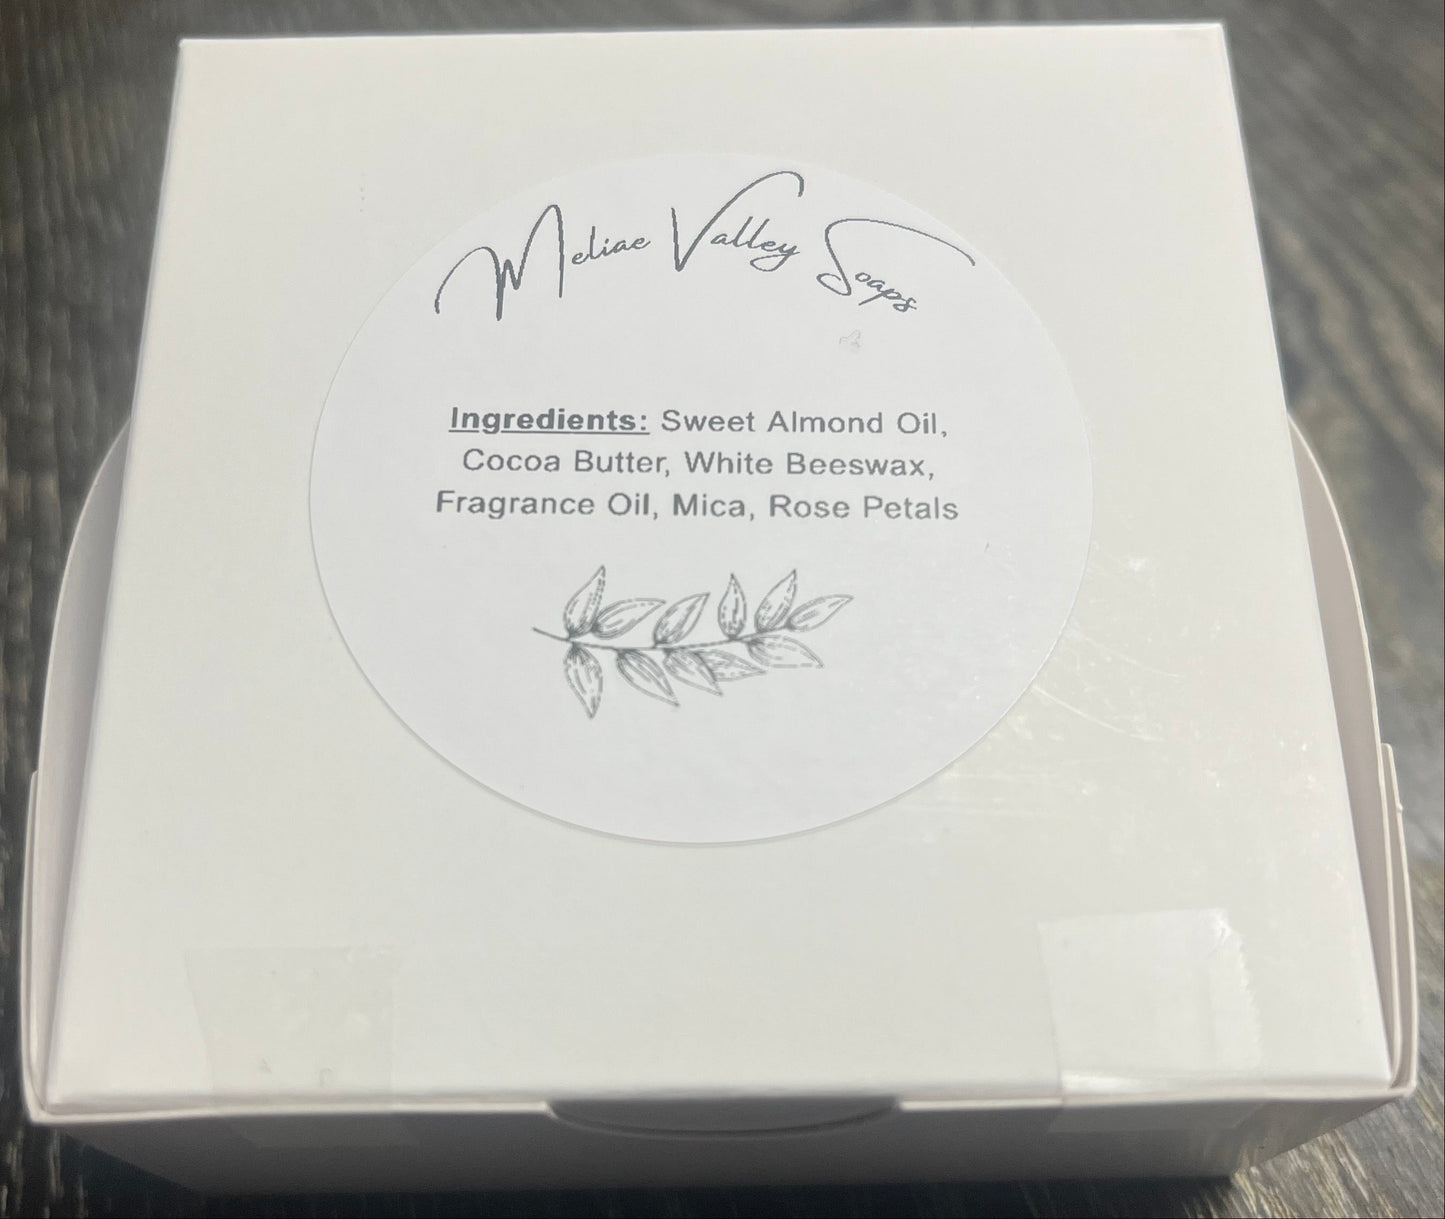 Meliae Valley Soaps
Ingredients: Sweet Almond Oil,
Cocoa Butter, White Beeswax,
Fragrance Oil, Mica, Rose Petals